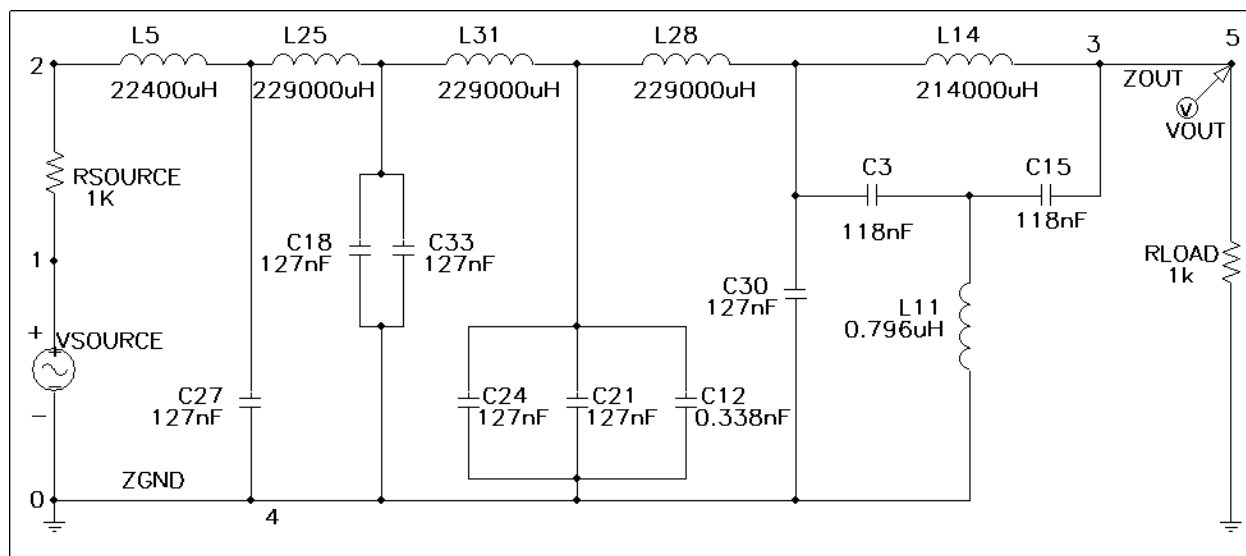 L5
L25
L31
L28
L14
3
5
2
22400uH
229000uH
229000uH
229000uH
214000uH
ZOUT
V
VOUT
RSOURCE
1K
C3
C15
118nF
118nF
C18
127nF
C33
127nF
1
RLOAD
1k
C30
127nF
L11
0.796uH
+
+
VSOURCE
-
C27
127nF
C24
127nF
C21
127nF
C12
0.338nF
ZGND
0
4